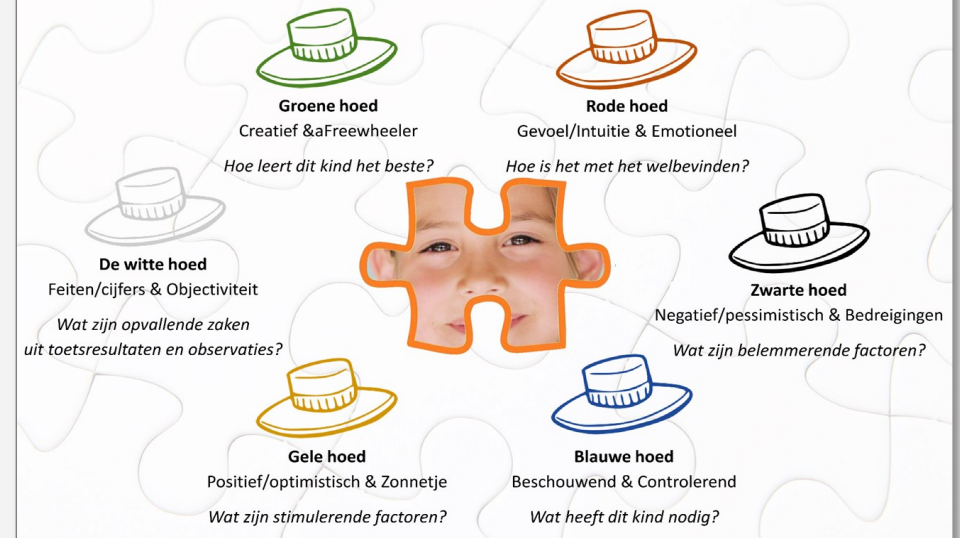 Groene hoed
Creatief &aFreewheeler
Hoe leert dit kind het beste?
Rode hoed
Gevoel/Intuitie & Emotioneel
Hoe is het met het welbevinden?
De witte hoed
Feiten/cijfers & Objectiviteit
Wat zijn opvallende zaken
uit toetsresultaten en observaties?
Zwarte hoed
Negatief/pessimistisch & Bedreigingen
Wat zijn belemmerende factoren?
Gele hoed
Positief/optimistisch & Zonnetje
Wat zijn stimulerende factoren?
Blauwe hoed
Beschouwend & Controlerend
Wat heeft dit kind nodig?